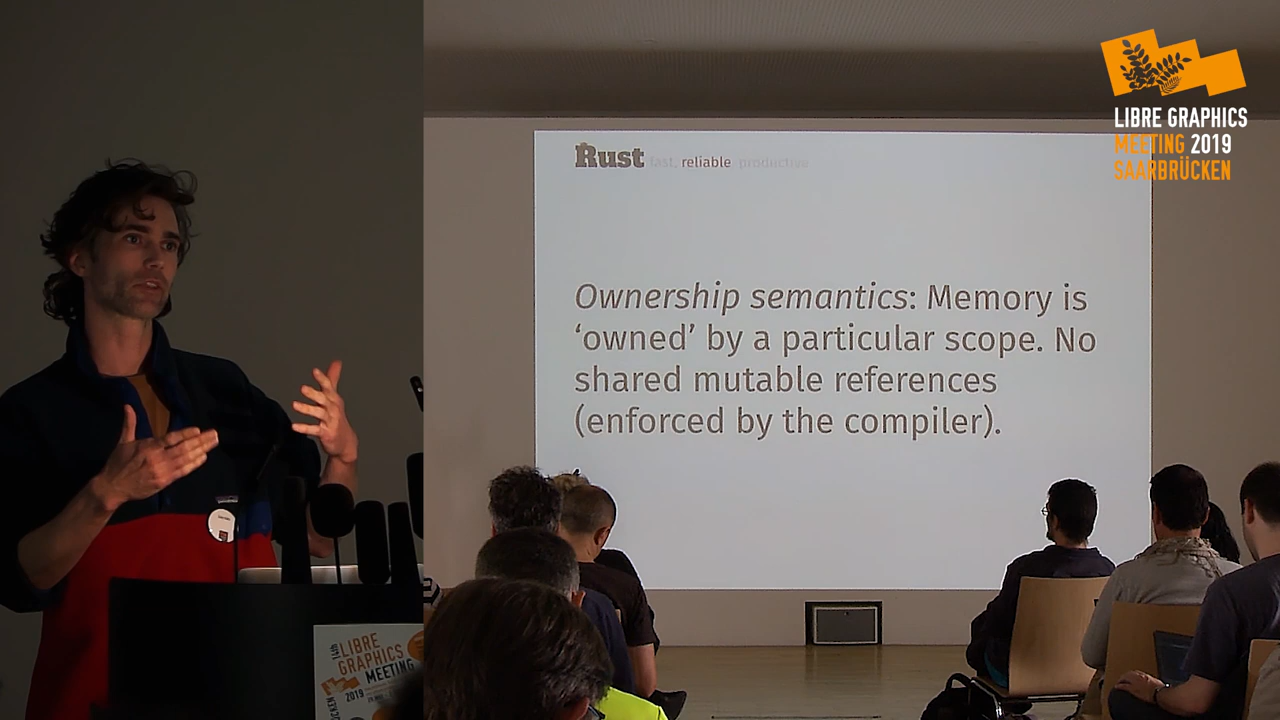 LIBRE GRAPHICS
MEETING 2019
SAARBRÜCKEN
Rust fast, reliable productive
Ownership semantics: Memory is
‘owned’ by a particular scope. No
shared mutable references
(enforced by the compiler).
14th
LIBRE
GRAPHICS
MEETING
2019